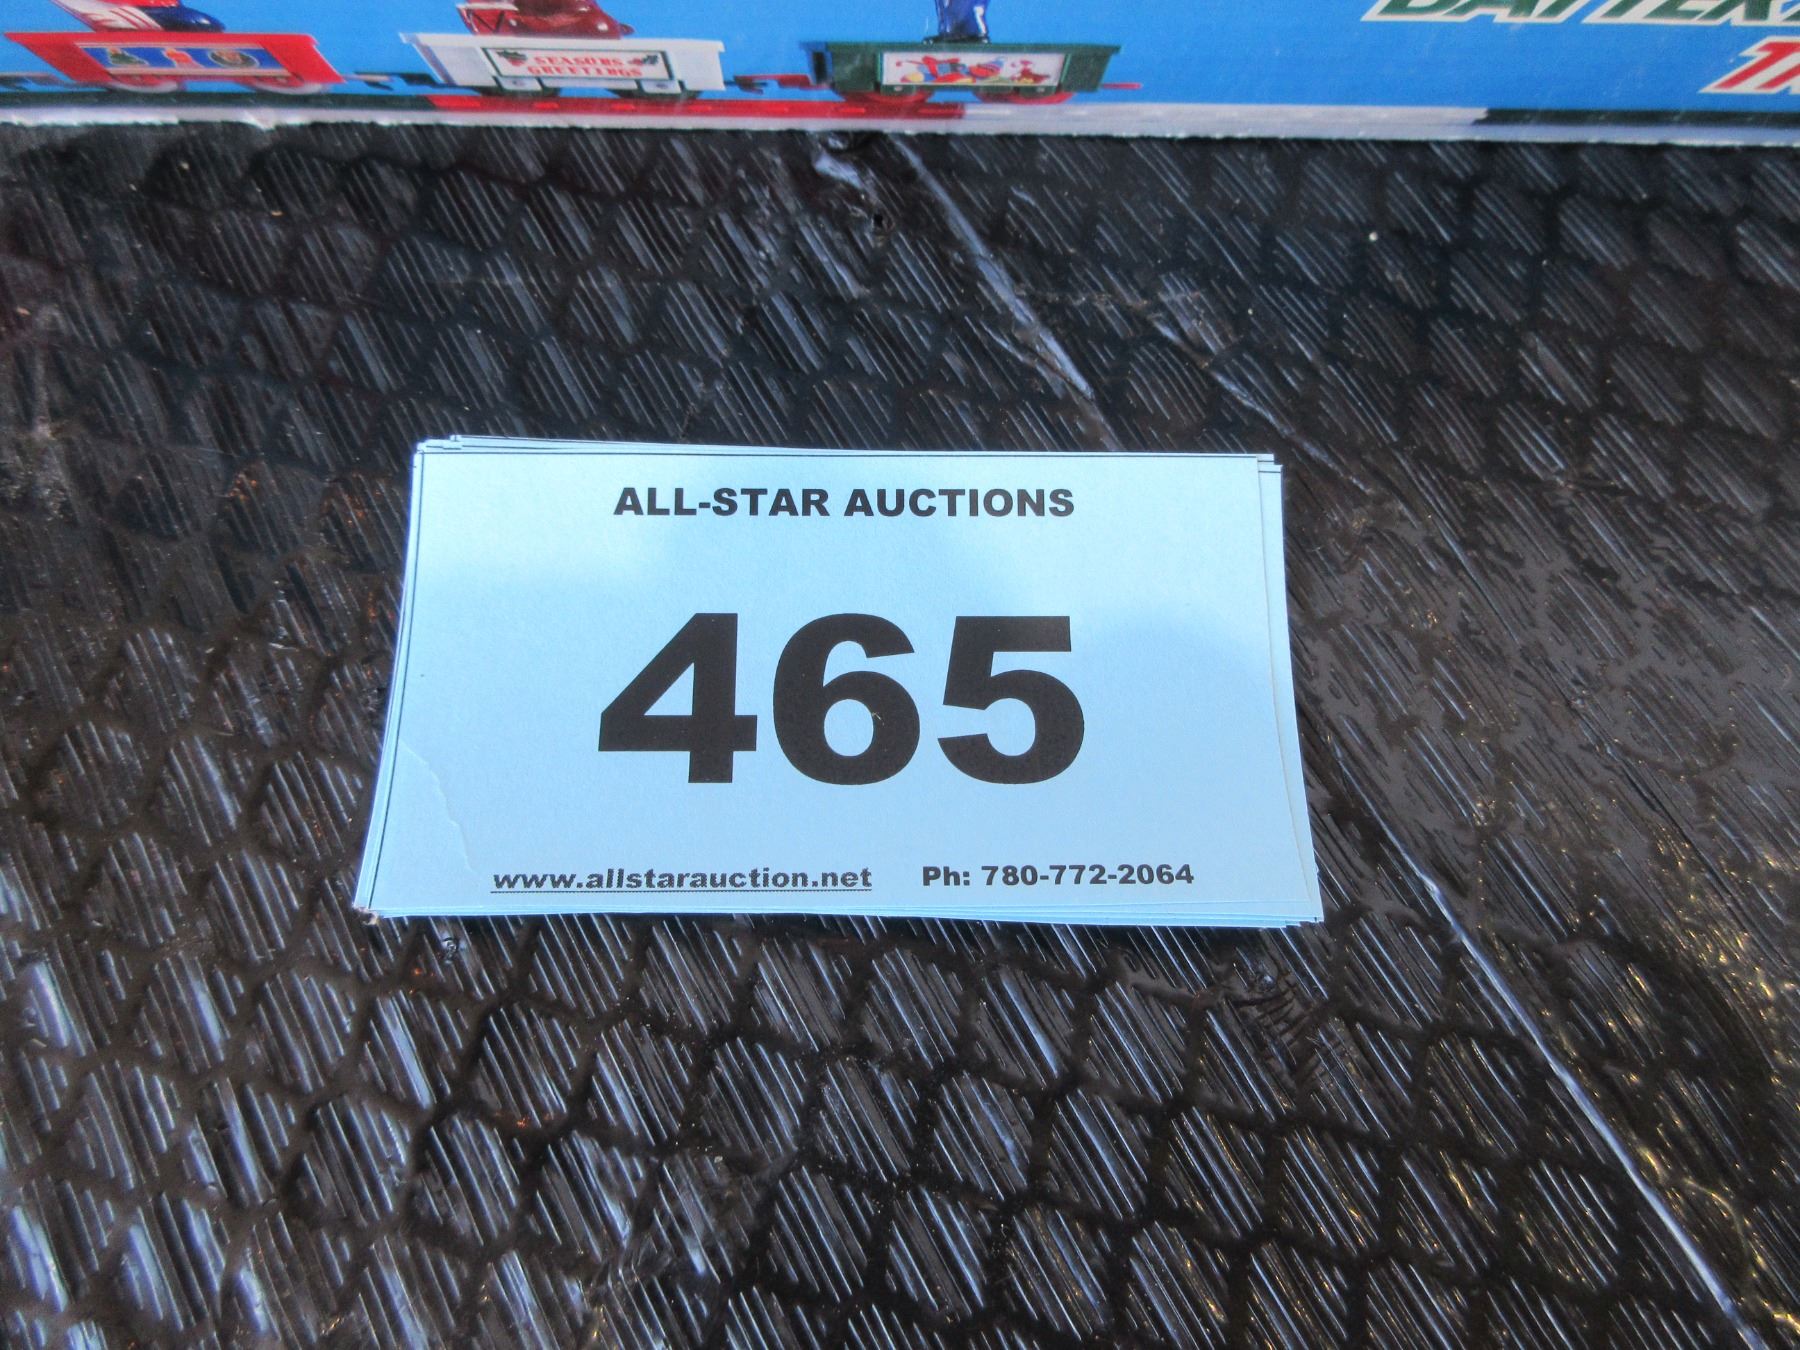 SEASONS
GREETINGS
ALL-STAR AUCTIONS
465
www.allstarauction.net Ph: 780-772-2064